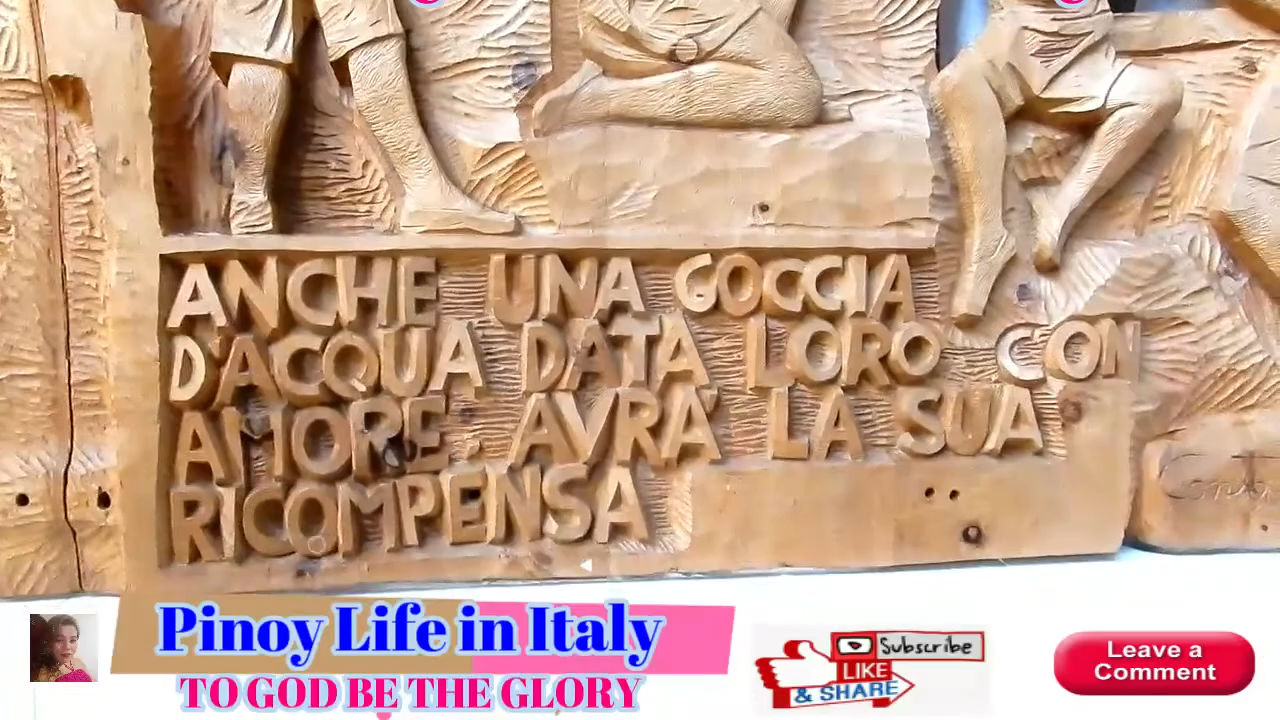 ANCHE UNA GOCCIA
D'ACQUA DATA LORO CON
AMORE, AVRA' LA SUA
RICOMPENSA
Pinoy Life in Italy
TO GOD BE THE GLORY
Subscribe
LIKE
& SHARE
Leave a
Comment